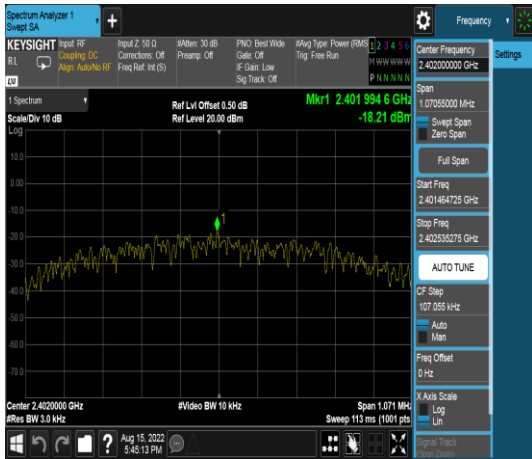 Spectrum Analyzer 1
Swept SA
+
Frequency
Settings
KEYSIGHT
RL
LXI
Input: RF
Coupling: DC
Align: Auto/No RF
Input Z: 50 Ω
Corrections: Off
Freq Ref: Int (S)
#Atten: 30 dB
Preamp: Off
PNO: Best Wide
Gate: Off
IF Gain: Low
Sig Track: Off
#Avg Type: Power (RMS
Trig: Free Run
1 2 3 4 5 6
M W W W W W
P N N N N N
1 Spectrum
Scale/Div 10 dB
Ref Lvl Offset 0.50 dB
Ref Level 20.00 dBm
Mkr1 2.401 994 6 GHz
-18.21 dBm
Log
10.0
0.00
-10.0
-20.0
-30.0
-40.0
-50.0
-60.0
-70.0
1
Center 2.4020000 GHz
#Res BW 3.0 kHz
#Video BW 10 kHz
Span 1.071 MHz
Sweep 113 ms (1001 pts)
Center Frequency
2.402000000 GHz
Span
1.07055000 MHz
Swept Span
Zero Span
Full Span
Start Freq
2.401464725 GHz
Stop Freq
2.402535275 GHz
AUTO TUNE
CF Step
107.055 kHz
Auto
Man
Freq Offset
0 Hz
X Axis Scale
Log
Lin
Signal Track
(Span Zoom)
?
Aug 15, 2022
5:45:13 PM